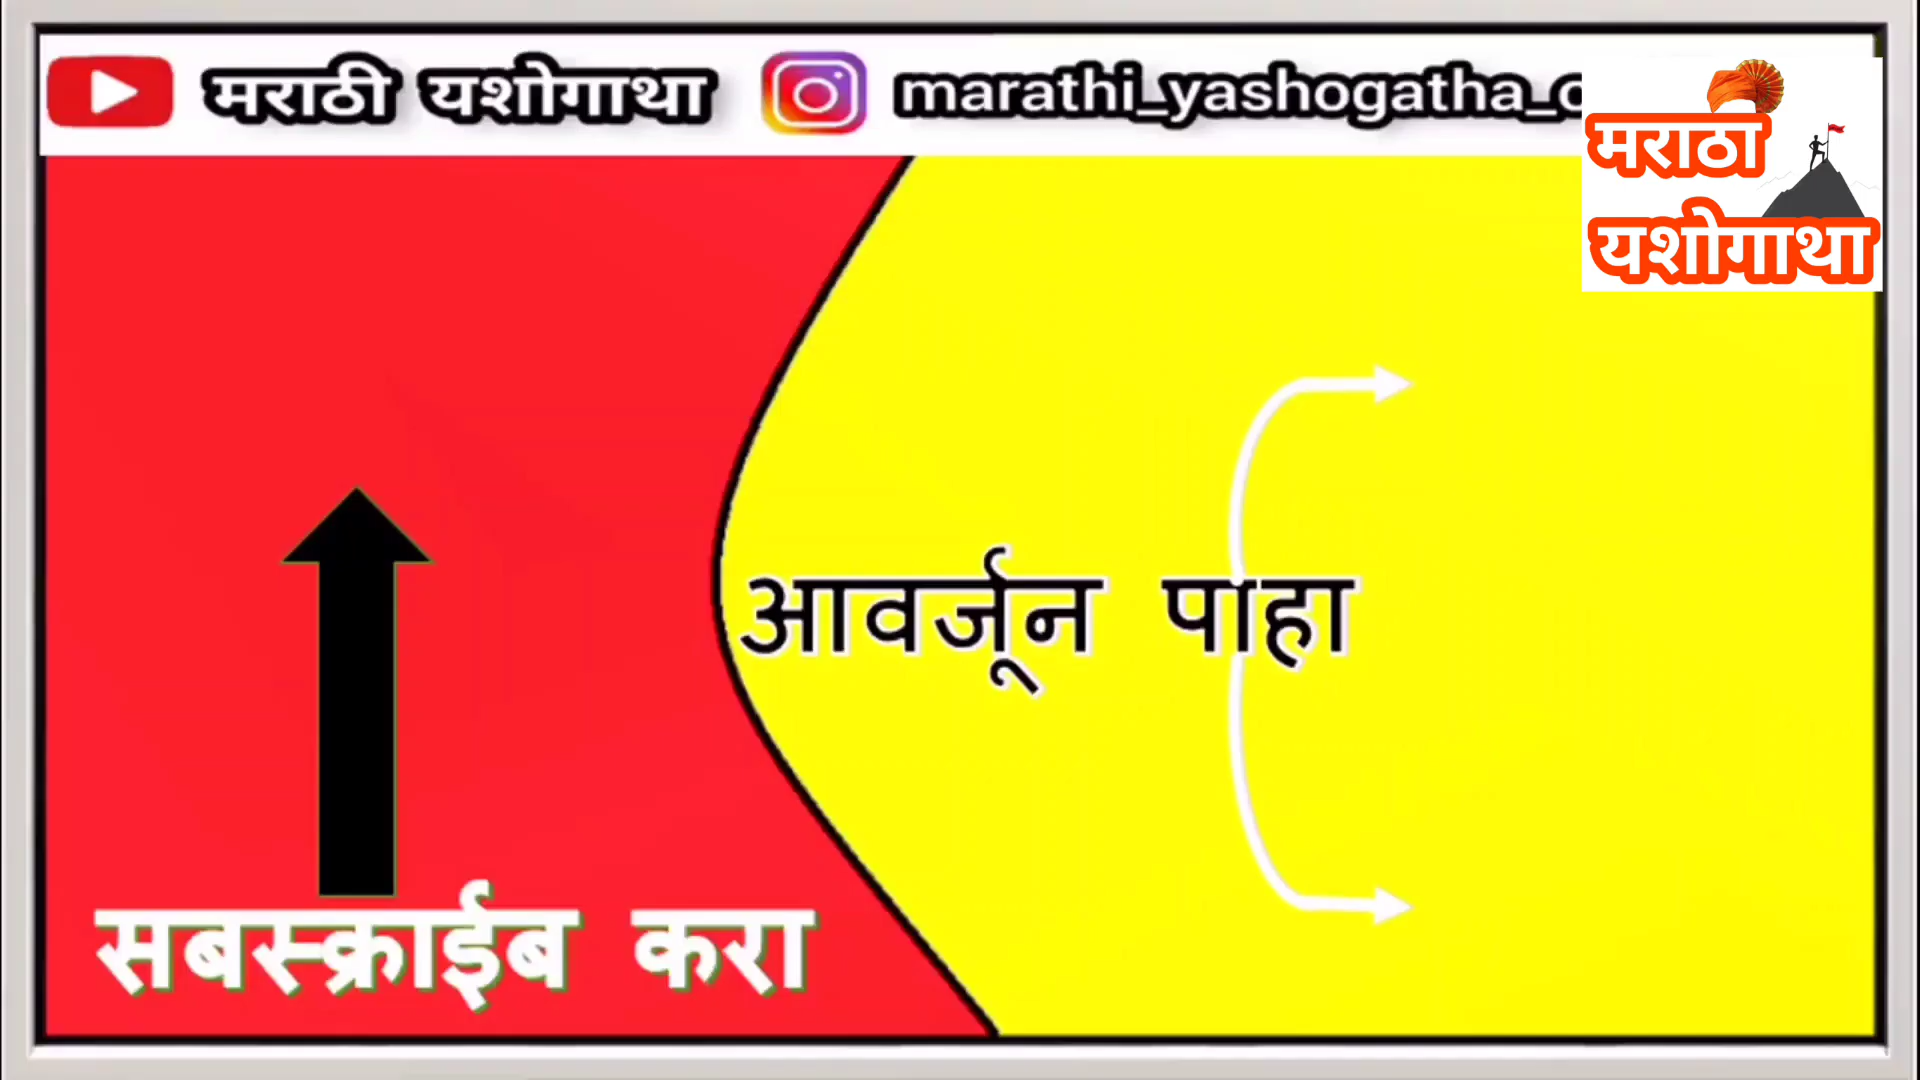 मराठी यशोगाथा
marathi_yashogatha_
मराठा
यशोगाथा
आवर्जून पाहा
सबस्क्राईब करा